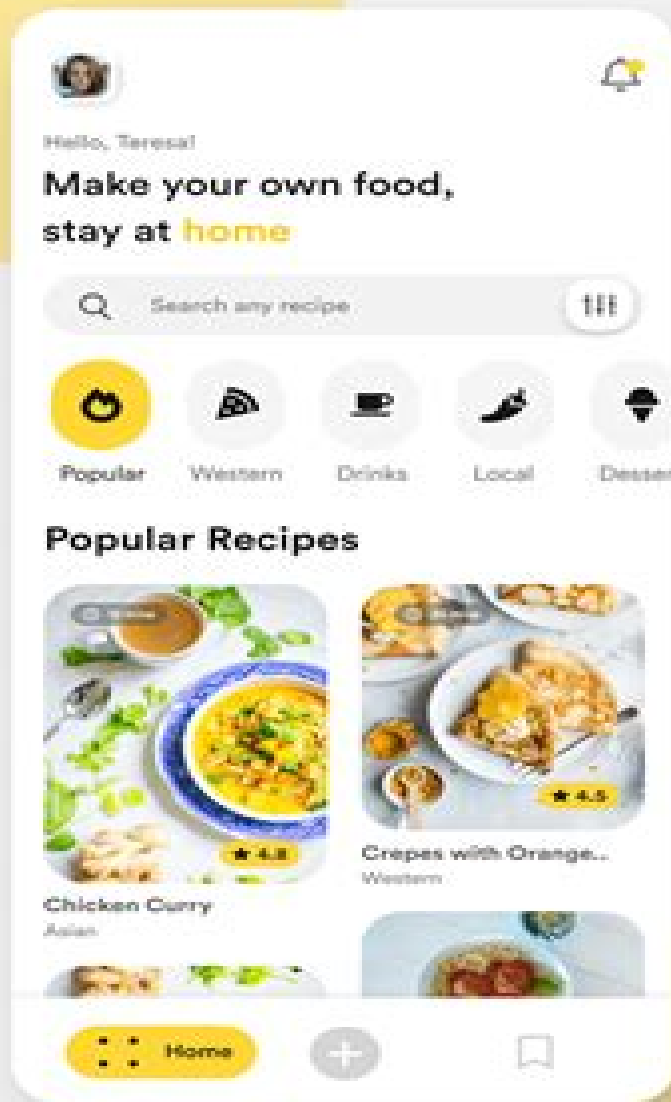 Hello, Teresa!
Make your own food,
stay at home
Search any recipe
Popular
Western
Drinks
Local
Desser
Popular Recipes
4.8
4.5
Chicken Curry
Asian
Crepes with Orange...
Western
Home